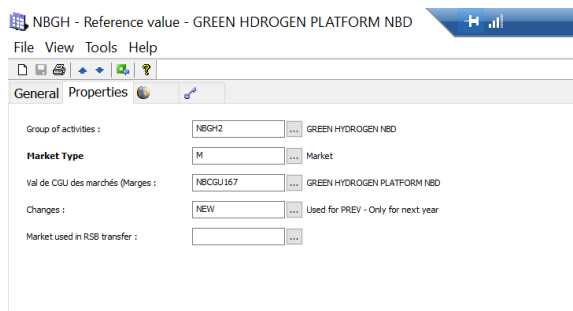 NBGH - Reference value - GREEN HDROGEN PLATFORM NBD
File View Tools Help
General Properties
Group of activities : NBGH2 ... GREEN HYDROGEN NBD
Market Type M ... Market
Val de CGU des marchés (Marges : NBCGU167 ... GREEN HYDROGEN PLATFORM NBD
Changes : NEW ... Used for PREV - Only for next year
Market used in RSB transfer : ...